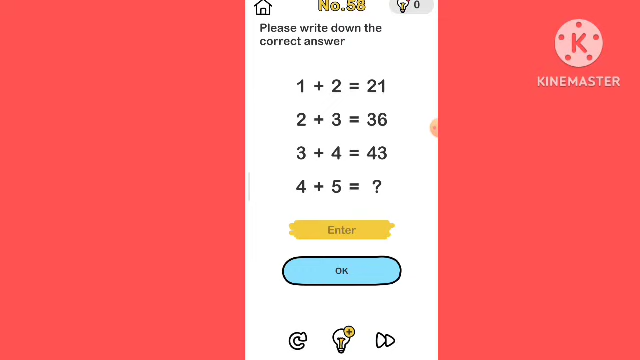 No.58
0
Please write down the
correct answer
1 + 2 = 21
2 + 3 = 36
3 + 4 = 43
4 + 5 = ?
Enter
OK
K
KINEMASTER